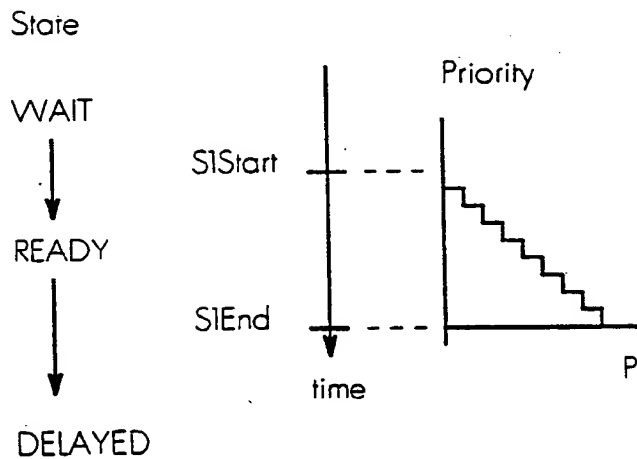 State
Priority
WAIT
S1Start
READY
S1End
P
time
DELAYED